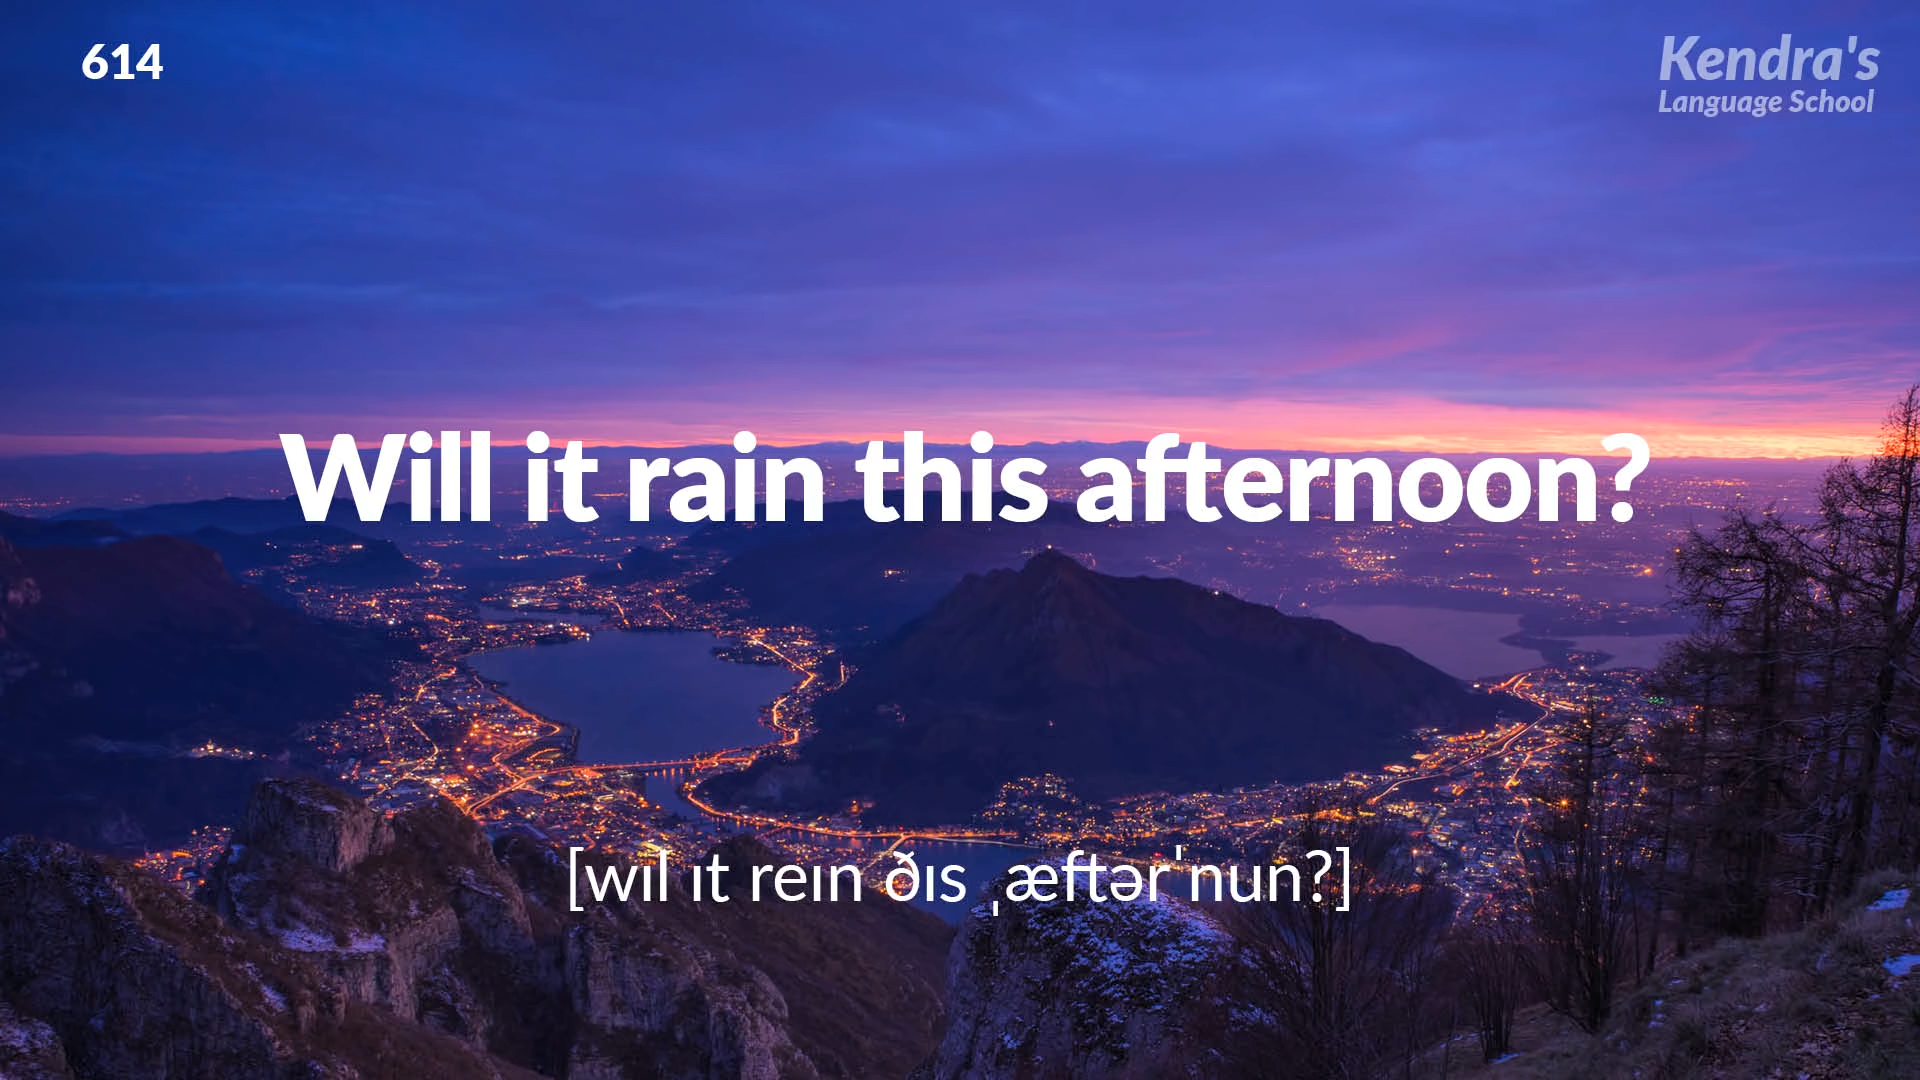 614
Kendra's
Language School
Will it rain this afternoon?
[wɪl ɪt reɪn ðɪs ˌæftərˈnun?]